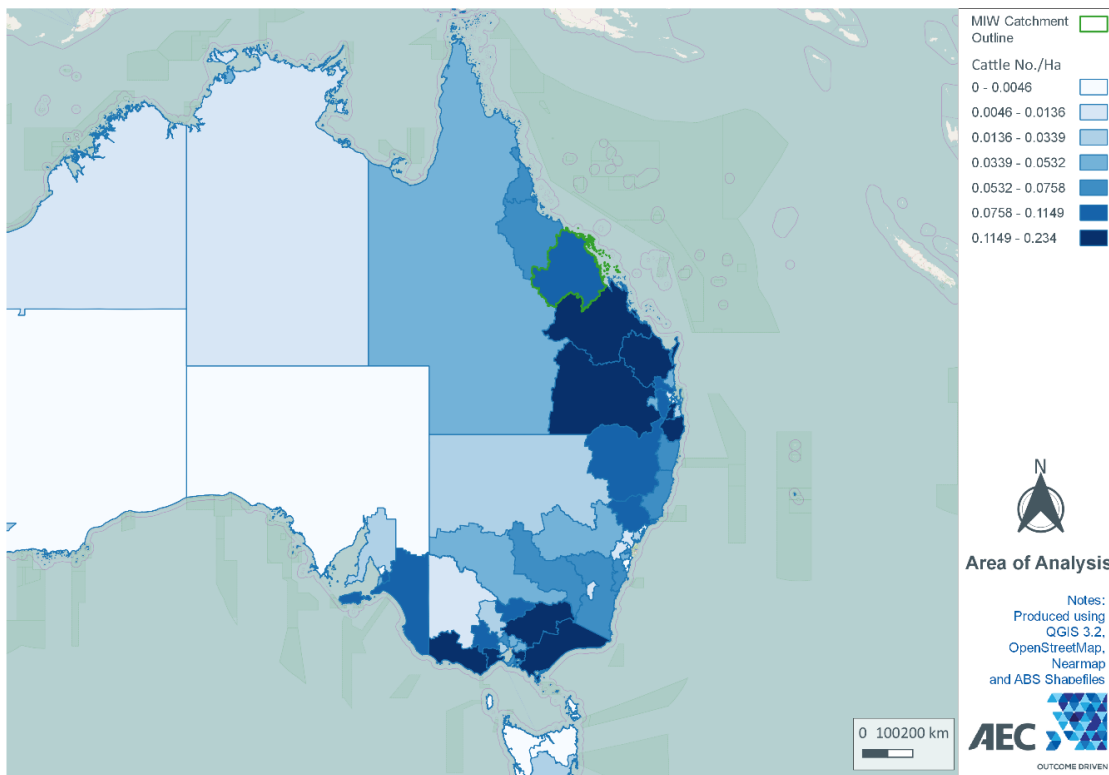 MIW Catchment
Outline
Cattle No./Ha
0 - 0.0046
0.0046 - 0.0136
0.0136 - 0.0339
0.0339 - 0.0532
0.0532 - 0.0758
0.0758 - 0.1149
0.1149 - 0.234
N
Area of Analysis
Notes:
Produced using
QGIS 3.2,
OpenStreetMap,
Nearmap
and ABS Shapefiles
0 100200 km
AEC
OUTCOME DRIVEN